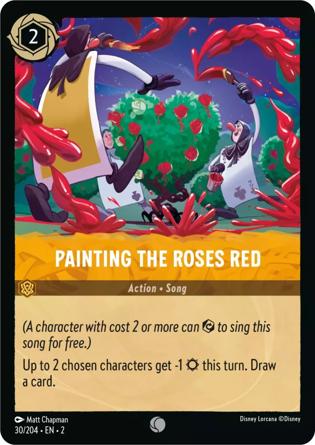 2
PAINTING THE ROSES RED
Action • Song
(A character with cost 2 or more can to sing this
song for free.)
Up to 2 chosen characters get -1 this turn. Draw
a card.
Matt Chapman
30/204 • EN • 2
Disney Lorcana ©Disney